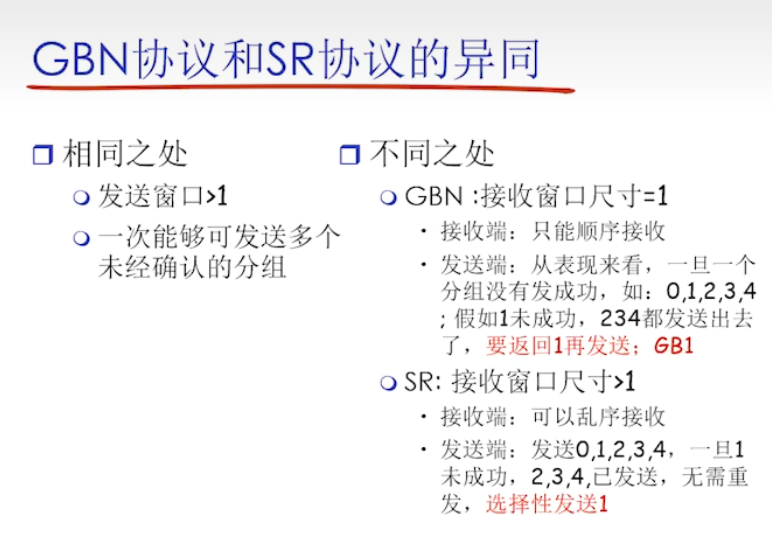 GBN协议和SR协议的异同
相同之处
发送窗口>1
一次能够可发送多个
未经确认的分组
不同之处
GBN :接收窗口尺寸=1
接收端：只能顺序接收
发送端：从表现来看，一旦一个
分组没有发成功，如：0,1,2,3,4
; 假如1未成功，234都发送出去
了，要返回1再发送；GB1
SR: 接收窗口尺寸>1
接收端：可以乱序接收
发送端：发送0,1,2,3,4，一旦1
未成功，2,3,4,已发送，无需重
发，选择性发送1